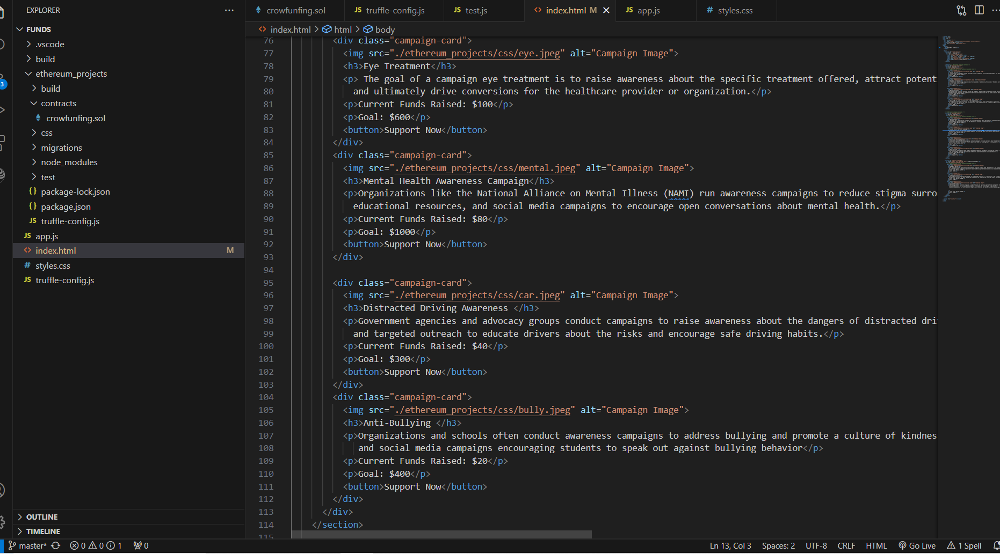 EXPLORER
FUNDS
.vscode
build
ethereum_projects
build
contracts
crowfunfing.sol
css
migrations
node_modules
test
{} package-lock.json
{} package.json
JS truffle-config.js
JS app.js
<> index.html M
# styles.css
JS truffle-config.js
OUTLINE
TIMELINE
3
crowfunfing.sol
JS truffle-config.js
JS test.js
<> index.html M
JS app.js
# styles.css
<> index.html > html > body
76 <div class="campaign-card">
77 <img src="./ethereum_projects/css/eye.jpeg" alt="Campaign Image">
78 <h3>Eye Treatment</h3>
79 <p> The goal of a campaign eye treatment is to raise awareness about the specific treatment offered, attract potenti
80 and ultimately drive conversions for the healthcare provider or organization.</p>
81 <p>Current Funds Raised: $100</p>
82 <p>Goal: $600</p>
83 <button>Support Now</button>
84 </div>
85 <div class="campaign-card">
86 <img src="./ethereum_projects/css/mental.jpeg" alt="Campaign Image">
87 <h3>Mental Health Awareness Campaign</h3>
88 <p>Organizations like the National Alliance on Mental Illness (NAMI) run awareness campaigns to reduce stigma surro
89 educational resources, and social media campaigns to encourage open conversations about mental health.</p>
90 <p>Current Funds Raised: $80</p>
91 <p>Goal: $1000</p>
92 <button>Support Now</button>
93 </div>
94
95 <div class="campaign-card">
96 <img src="./ethereum_projects/css/car.jpeg" alt="Campaign Image">
97 <h3>Distracted Driving Awareness </h3>
98 <p>Government agencies and advocacy groups conduct campaigns to raise awareness about the dangers of distracted dri
99 and targeted outreach to educate drivers about the risks and encourage safe driving habits.</p>
100 <p>Current Funds Raised: $40</p>
101 <p>Goal: $300</p>
102 <button>Support Now</button>
103 </div>
104 <div class="campaign-card">
105 <img src="./ethereum_projects/css/bully.jpeg" alt="Campaign Image">
106 <h3>Anti-Bullying </h3>
107 <p>Organizations and schools often conduct awareness campaigns to address bullying and promote a culture of kindnes
108 and social media campaigns encouraging students to speak out against bullying behavior</p>
109 <p>Current Funds Raised: $20</p>
110 <p>Goal: $400</p>
111 <button>Support Now</button>
112 </div>
113 </div>
114 </section>
115
master* 0 0 1 0
Ln 13, Col 3 Spaces: 2 UTF-8 CRLF HTML Go Live 1 Spell